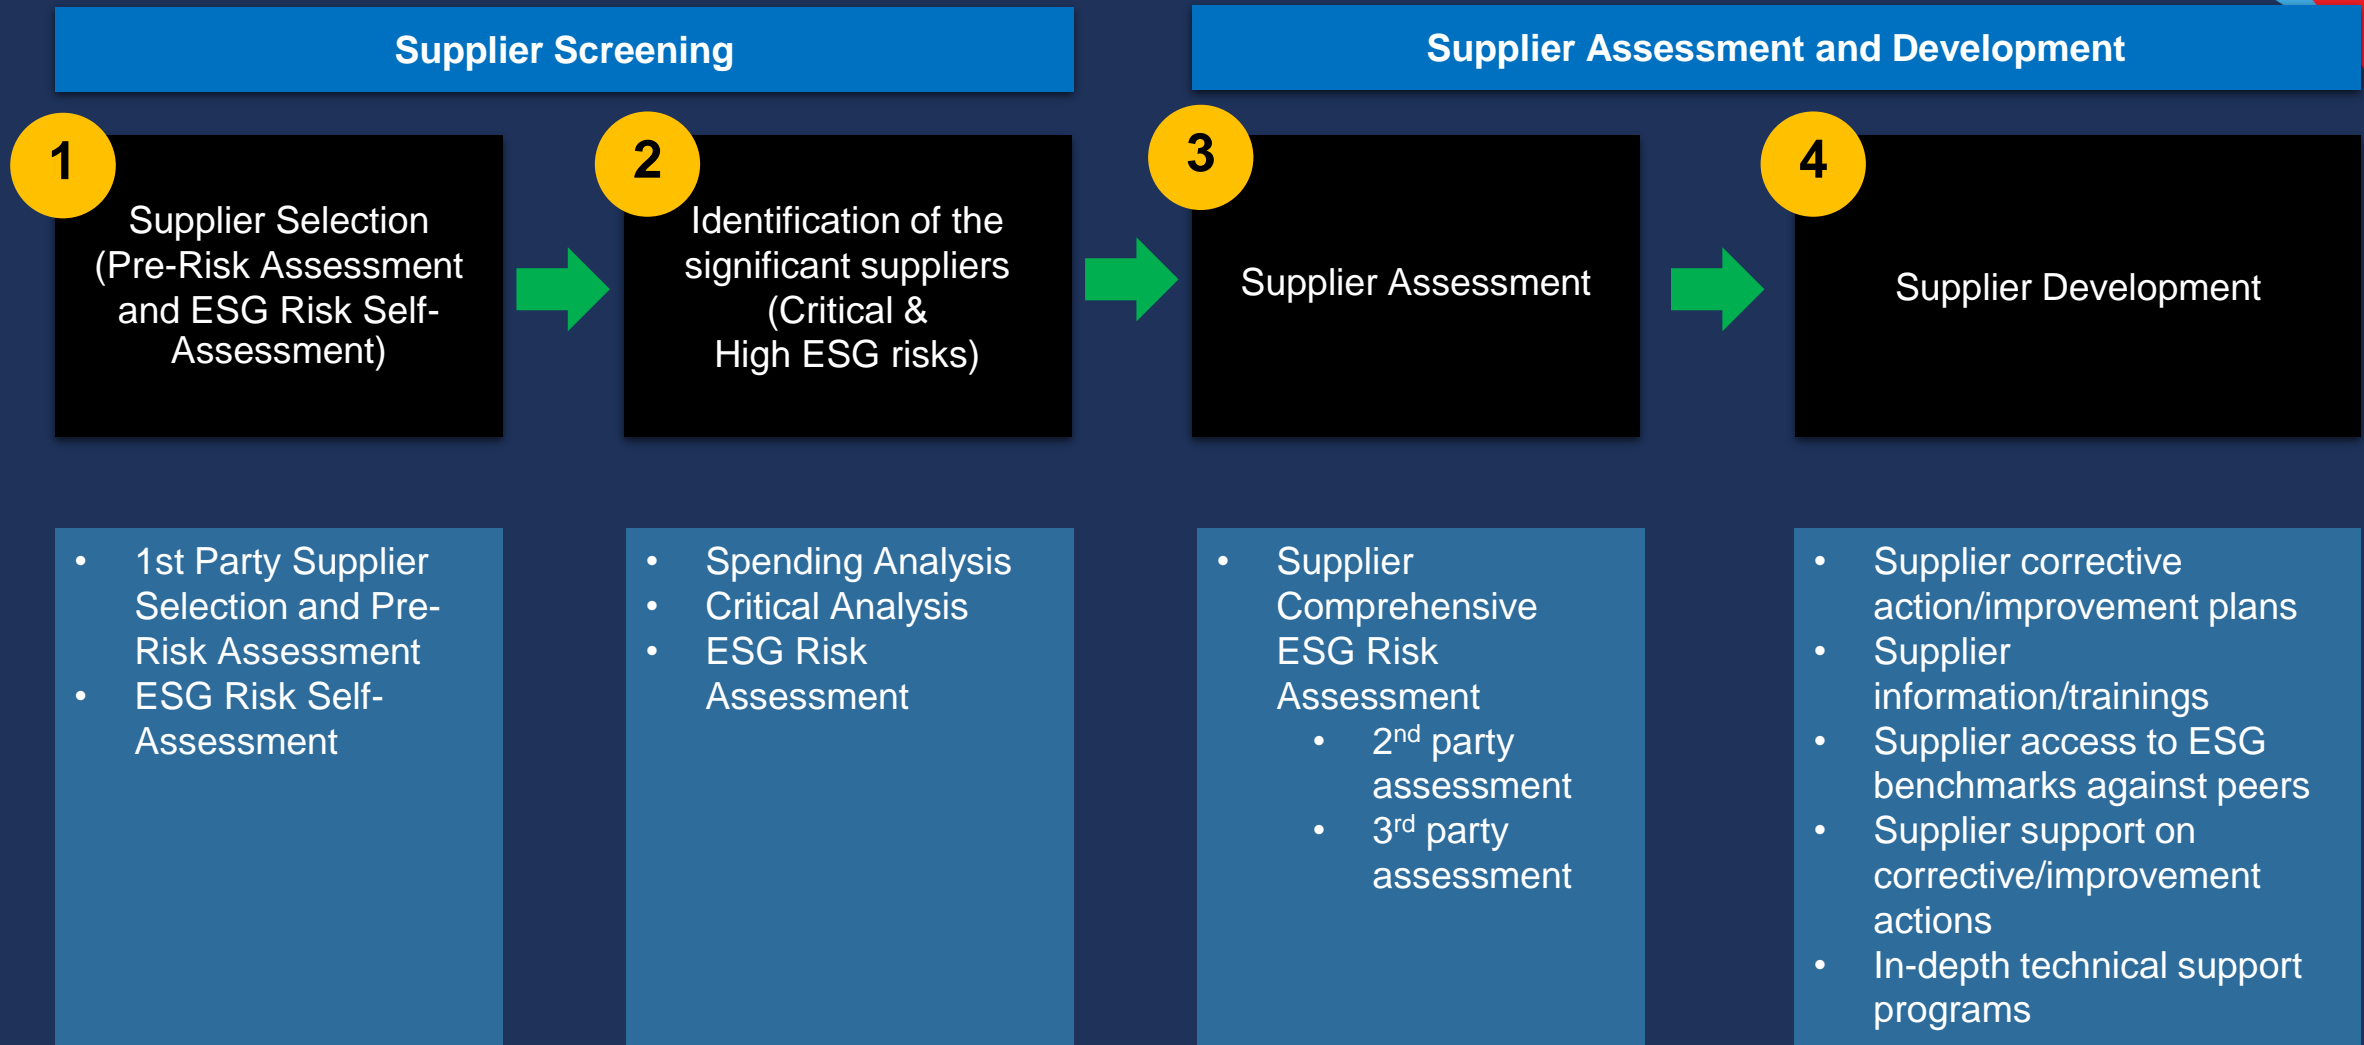 Supplier Screening
Supplier Assessment and Development
1
Supplier Selection
(Pre-Risk Assessment
and ESG Risk Self-
Assessment)
2
Identification of the
significant suppliers
(Critical &
High ESG risks)
3
Supplier Assessment
4
Supplier Development
• 1st Party Supplier
Selection and Pre-
Risk Assessment
• ESG Risk Self-
Assessment
• Spending Analysis
• Critical Analysis
• ESG Risk
Assessment
• Supplier
Comprehensive
ESG Risk
Assessment
• 2nd party
assessment
• 3rd party
assessment
• Supplier corrective
action/improvement plans
• Supplier
information/trainings
• Supplier access to ESG
benchmarks against peers
• Supplier support on
corrective/improvement
actions
• In-depth technical support
programs